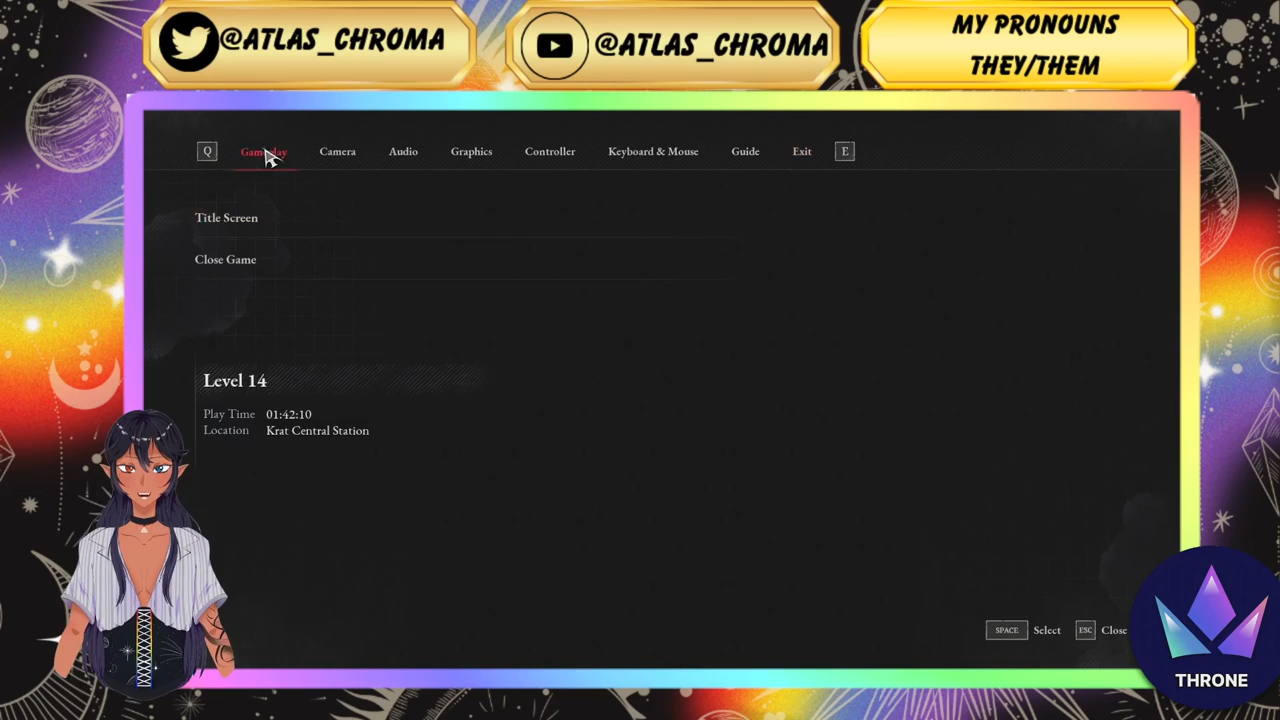 @ATLAS_CHROMA
@ATLAS_CHROMA
MY PRONOUNS
THEY/THEM
Q Gameplay Camera Audio Graphics Controller Keyboard & Mouse Guide Exit E
Title Screen
Close Game
Level 14
Play Time 01:42:10
Location Krat Central Station
SPACE Select ESC Close
THRONE